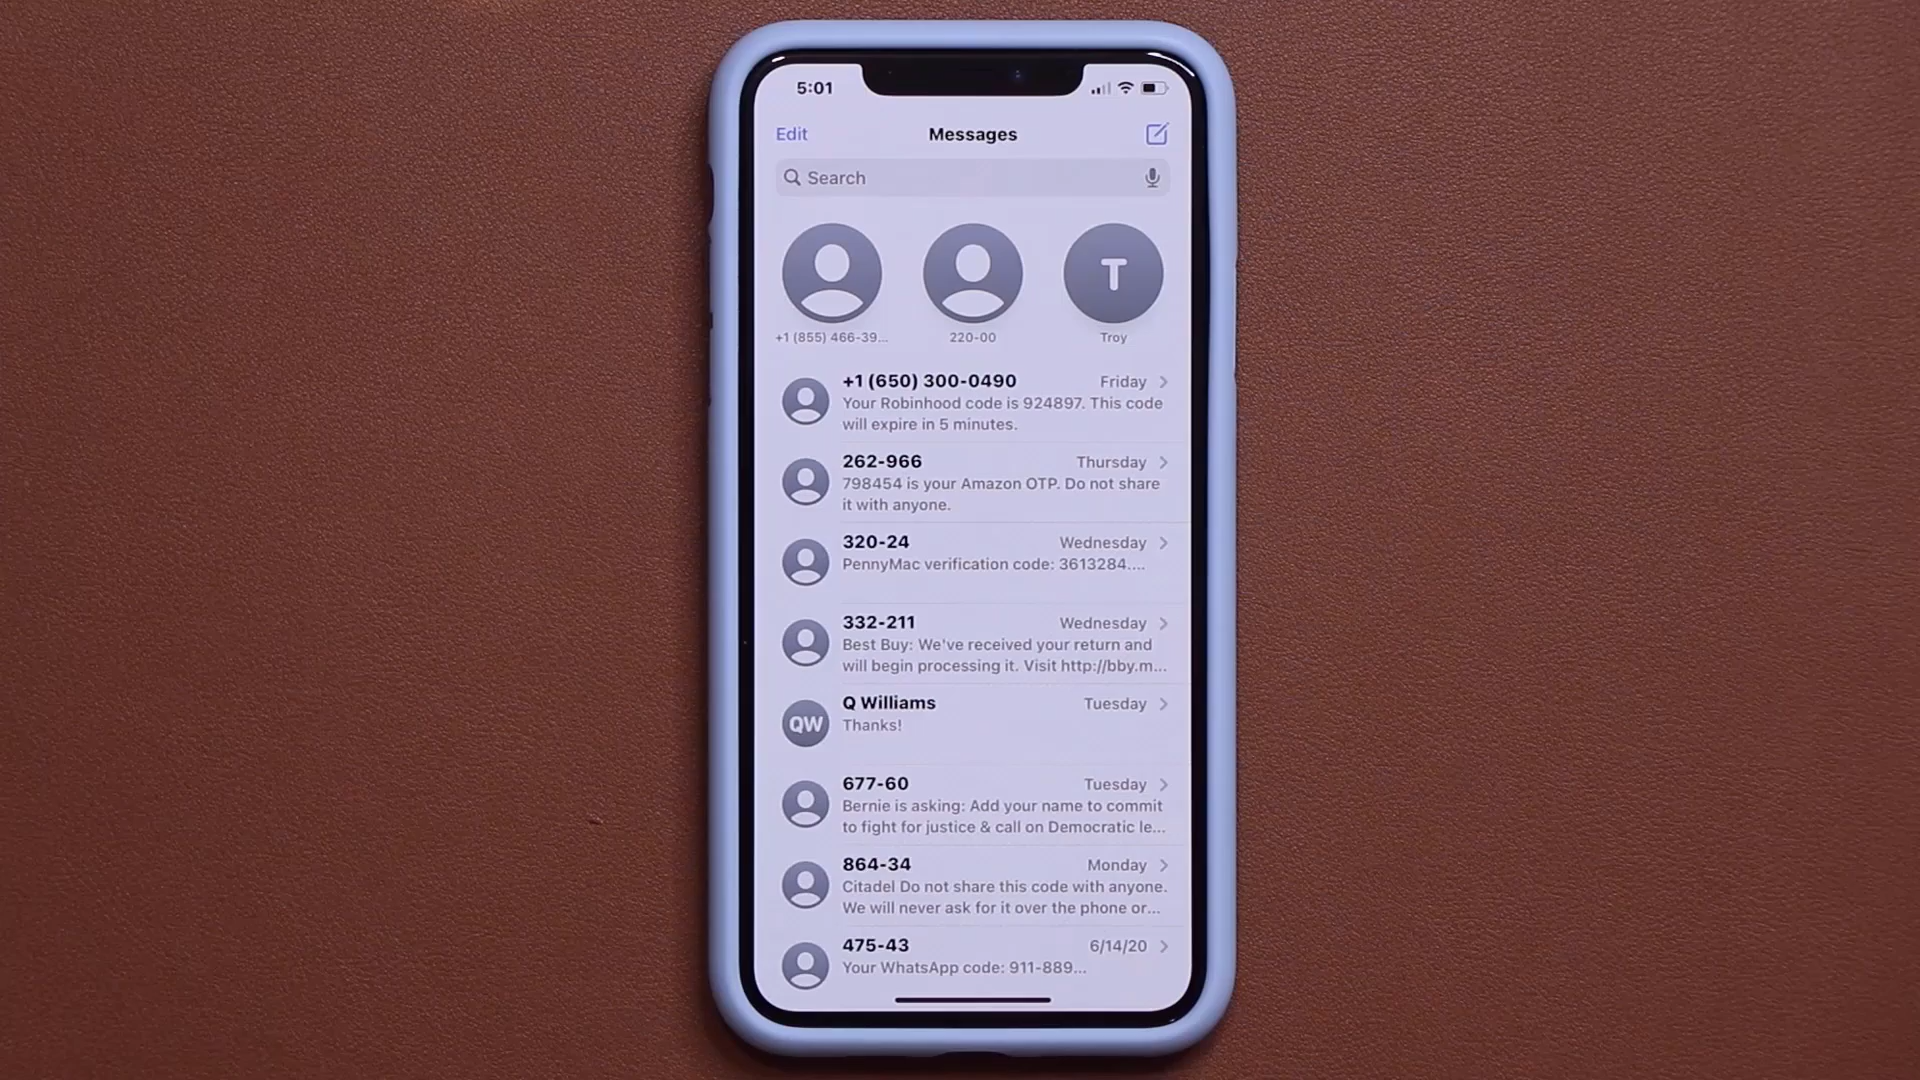 5:01
Edit
Messages
Search
T
+1 (855) 466-39...
220-00
Troy
+1 (650) 300-0490
Friday
Your Robinhood code is 924897. This code
will expire in 5 minutes.
262-966
Thursday
798454 is your Amazon OTP. Do not share
it with anyone.
320-24
Wednesday
PennyMac verification code: 3613284....
332-211
Wednesday
Best Buy: We've received your return and
will begin processing it. Visit http://bby.m...
QW
Q Williams
Tuesday
Thanks!
677-60
Tuesday
Bernie is asking: Add your name to commit
to fight for justice & call on Democratic le...
864-34
Monday
Citadel Do not share this code with anyone.
We will never ask for it over the phone or...
475-43
6/14/20
Your WhatsApp code: 911-889...